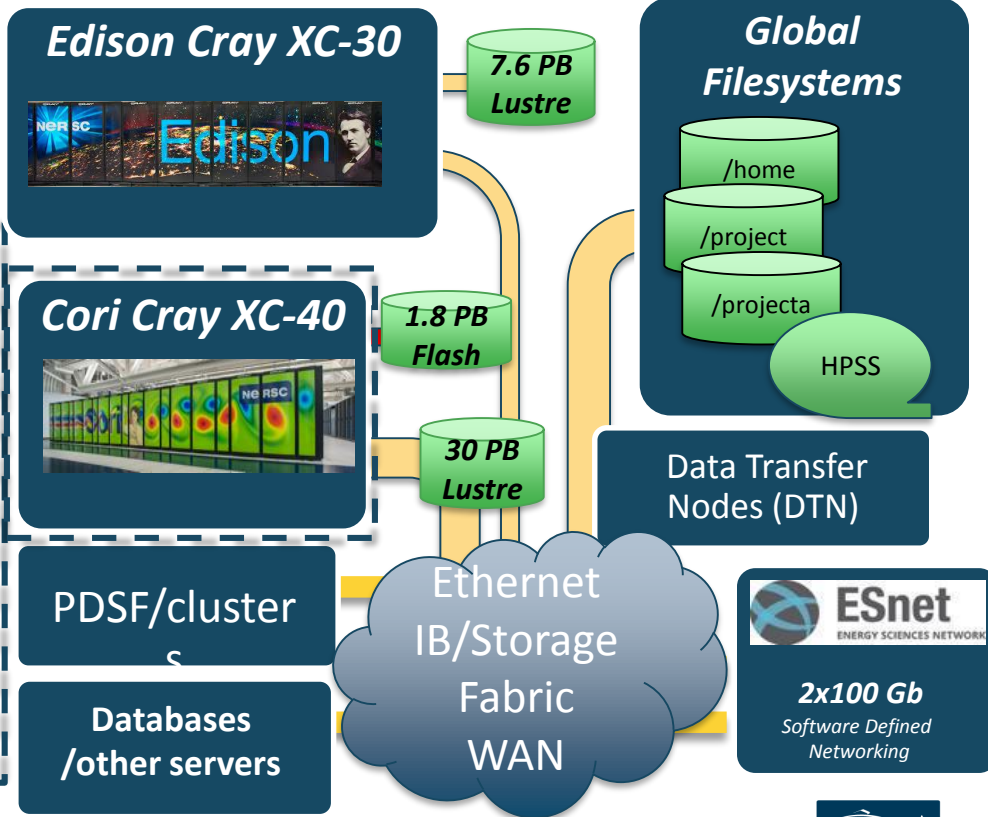 Edison Cray XC-30
NERSC
Edison
7.6 PB
Lustre
Global
Filesystems
/home
/project
/projecta
HPSS
Cori Cray XC-40
NERSC
1.8 PB
Flash
30 PB
Lustre
Data Transfer
Nodes (DTN)
PDSF/cluster
s
Databases
/other servers
Ethernet
IB/Storage
Fabric
WAN
ESnet
ENERGY SCIENCES NETWORK
2x100 Gb
Software Defined
Networking